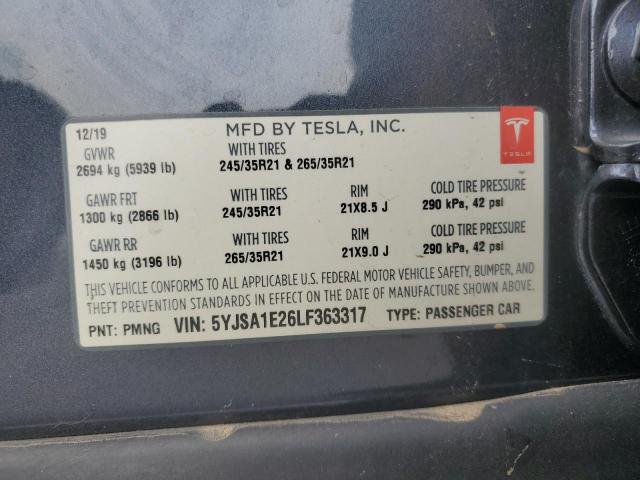 12/19 MFD BY TESLA, INC.
GVWR WITH TIRES
2694 kg (5939 lb) 245/35R21 & 265/35R21
TESLA
GAWR FRT WITH TIRES RIM COLD TIRE PRESSURE
1300 kg (2866 lb) 245/35R21 21X8.5 J 290 kPa, 42 psi
GAWR RR WITH TIRES RIM COLD TIRE PRESSURE
1450 kg (3196 lb) 265/35R21 21X9.0 J 290 kPa, 42 psi
THIS VEHICLE CONFORMS TO ALL APPLICABLE U.S. FEDERAL MOTOR VEHICLE SAFETY, BUMPER, AND
THEFT PREVENTION STANDARDS IN EFFECT ON THE DATE OF MANUFACTURE SHOWN ABOVE.
PNT: PMNG VIN: 5YJSA1E26LF363317 TYPE: PASSENGER CAR